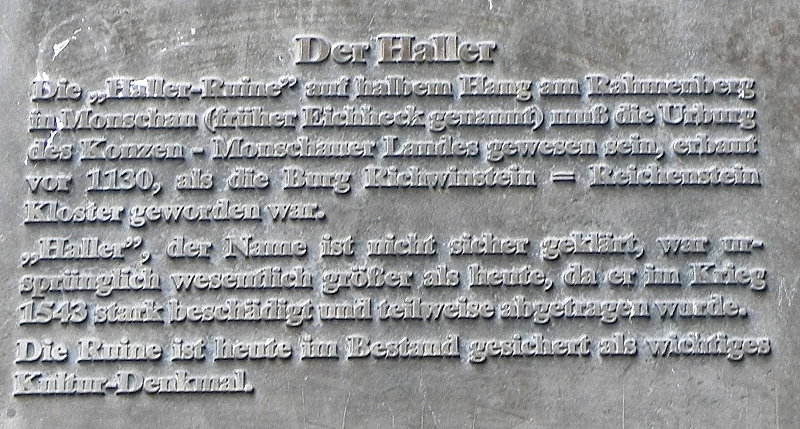 Der Haller
Die „Haller-Ruine” auf halbem Hang am Rahmenberg
in Monschau (früher Eichheck genannt) muß die Urburg
des Konzen - Monschauer Landes gewesen sein, erbaut
vor 1130, als die Burg Richwinstein = Reichenstein
Kloster geworden war.
„Haller”, der Name ist nicht sicher geklärt, war ur-
sprünglich wesentlich größer als heute, da er im Krieg
1543 stark beschädigt und teilweise abgetragen wurde.
Die Ruine ist heute im Bestand gesichert als wichtiges
Kultur-Denkmal.